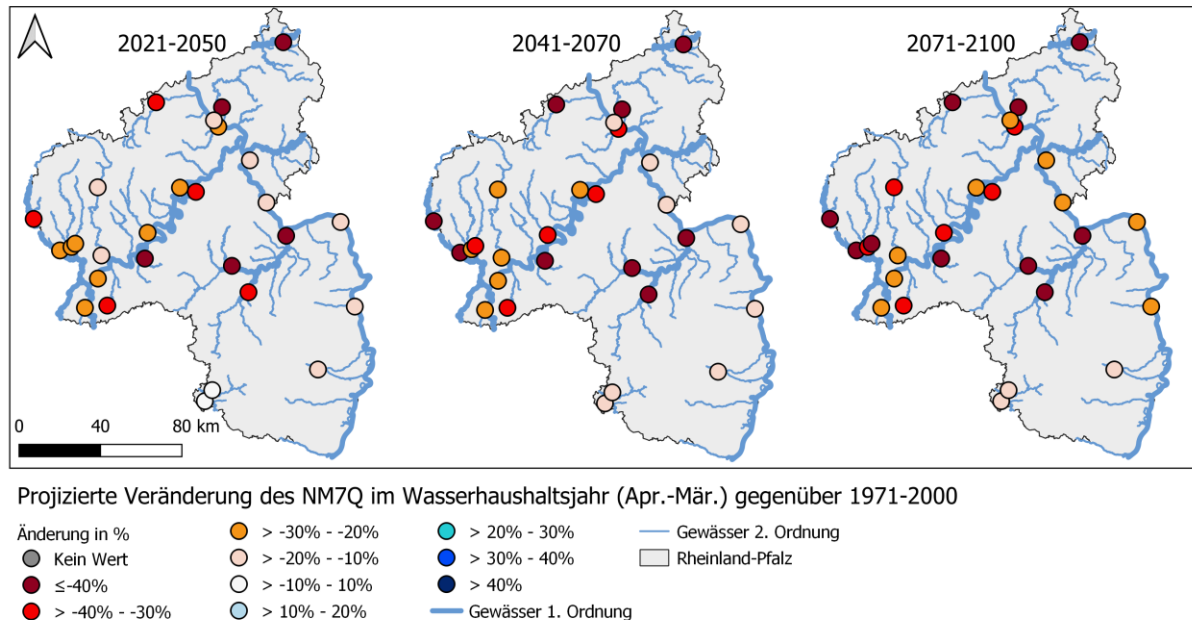 2021-2050
2041-2070
2071-2100
0 40 80 km
Projizierte Veränderung des NM7Q im Wasserhaushaltsjahr (Apr.-Mär.) gegenüber 1971-2000
Änderung in %
Kein Wert
≤-40%
> -40% - -30%
> -30% - -20%
> -20% - -10%
> -10% - 10%
> 10% - 20%
> 20% - 30%
> 30% - 40%
> 40%
Gewässer 1. Ordnung
Gewässer 2. Ordnung
Rheinland-Pfalz